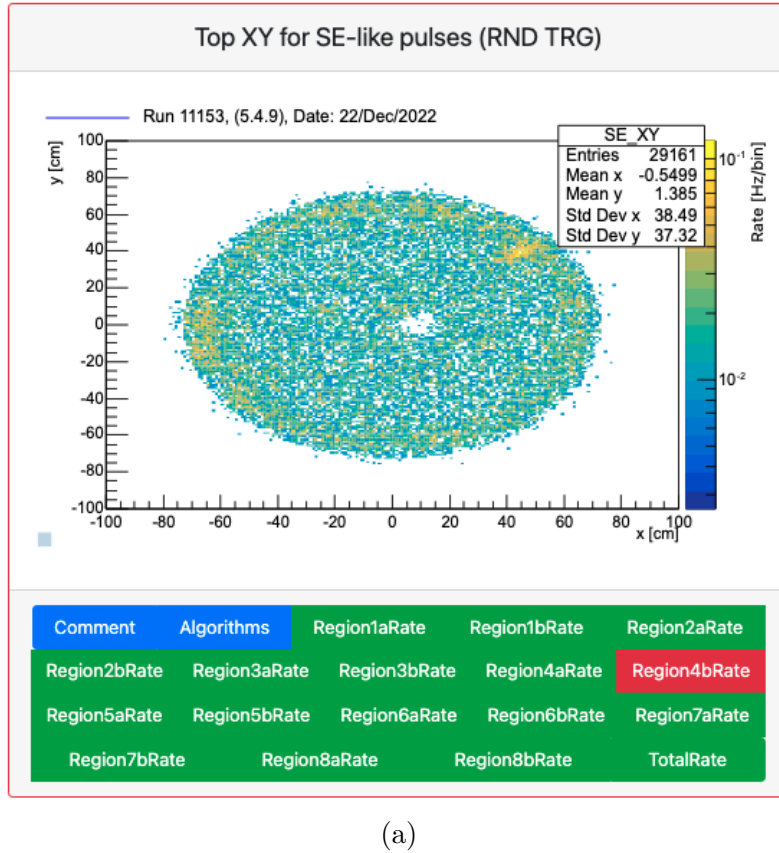 Top XY for SE-like pulses (RND TRG)
Run 11153, (5.4.9), Date: 22/Dec/2022
SE_XY
Entries 29161
Mean x -0.5499
Mean y 1.385
Std Dev x 38.49
Std Dev y 37.32
y [cm]
100
80
60
40
20
0
-20
-40
-60
-80
-100
-100 -80 -60 -40 -20 0 20 40 60 80 100
x [cm]
10^-1
10^-2
Rate [Hz/bin]
Comment Algorithms Region1aRate Region1bRate Region2aRate
Region2bRate Region3aRate Region3bRate Region4aRate Region4bRate
Region5aRate Region5bRate Region6aRate Region6bRate Region7aRate
Region7bRate Region8aRate Region8bRate TotalRate
(a)